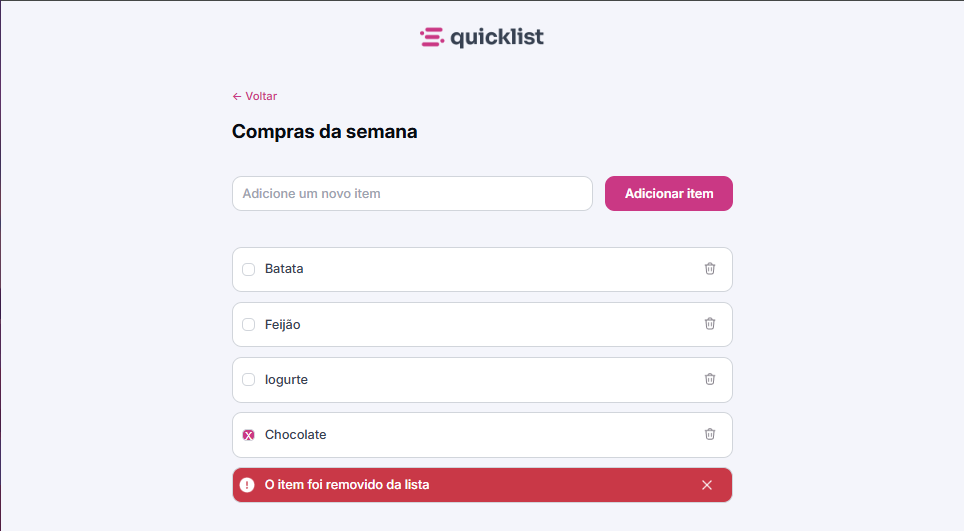 quicklist
← Voltar
Compras da semana
Adicione um novo item
Adicionar item
Batata
Feijão
Iogurte
Chocolate
O item foi removido da lista